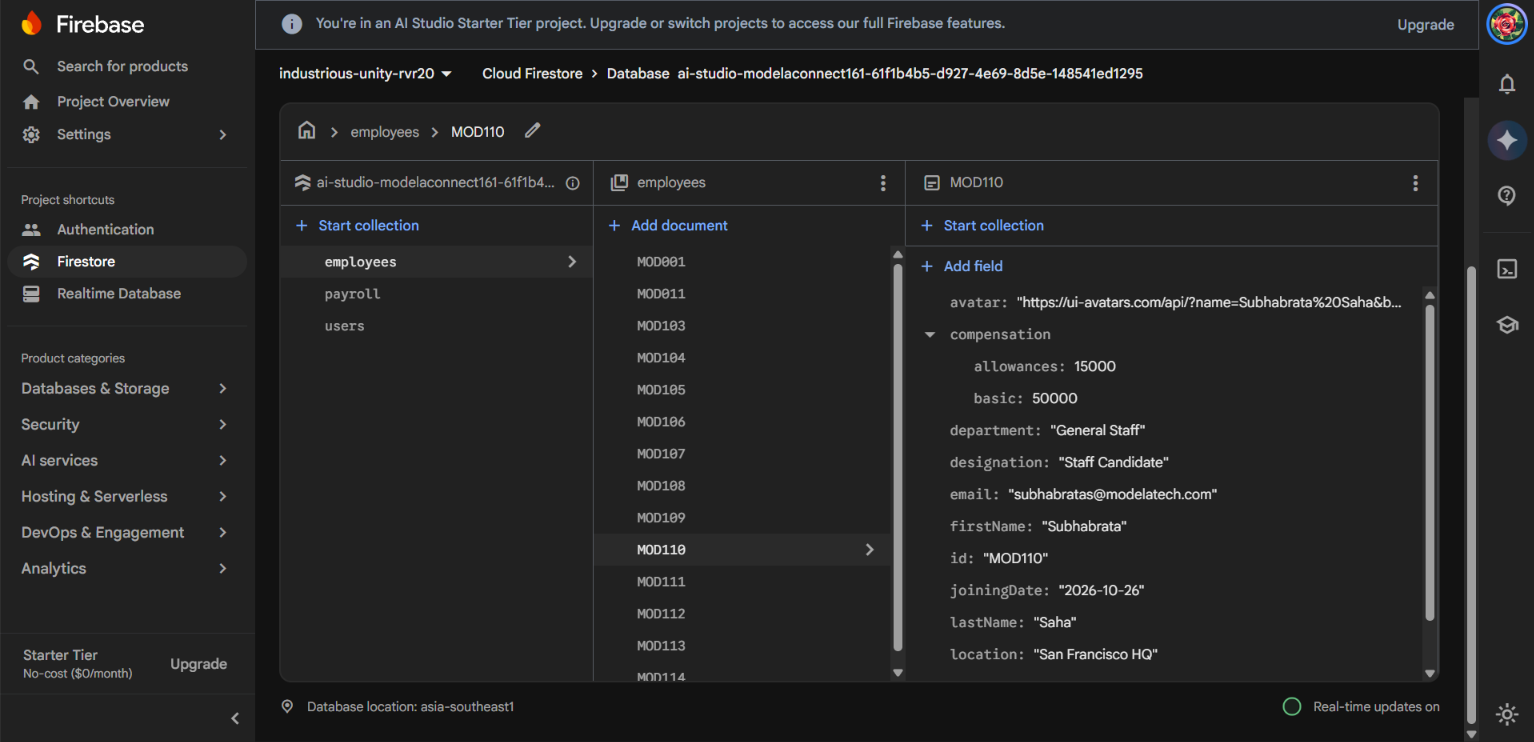 Firebase
Search for products
Project Overview
Settings
Project shortcuts
Authentication
Firestore
Realtime Database
Product categories
Databases & Storage
Security
AI services
Hosting & Serverless
DevOps & Engagement
Analytics
Starter Tier
No-cost ($0/month)
Upgrade
You're in an AI Studio Starter Tier project. Upgrade or switch projects to access our full Firebase features.
Upgrade
industrious-unity-rvr20
Cloud Firestore > Database ai-studio-modelaconnect161-61f1b4b5-d927-4e69-8d5e-148541ed1295
employees > MOD110
ai-studio-modelaconnect161-61f1b4...
+ Start collection
employees
payroll
users
employees
+ Add document
MOD001
MOD011
MOD103
MOD104
MOD105
MOD106
MOD107
MOD108
MOD109
MOD110
MOD111
MOD112
MOD113
MOD114
MOD110
+ Start collection
+ Add field
avatar: "https://ui-avatars.com/api/?name=Subhabrata%20Saha&b...
compensation
allowances: 15000
basic: 50000
department: "General Staff"
designation: "Staff Candidate"
email: "subhabratas@modelatech.com"
firstName: "Subhabrata"
id: "MOD110"
joiningDate: "2026-10-26"
lastName: "Saha"
location: "San Francisco HQ"
Database location: asia-southeast1
Real-time updates on